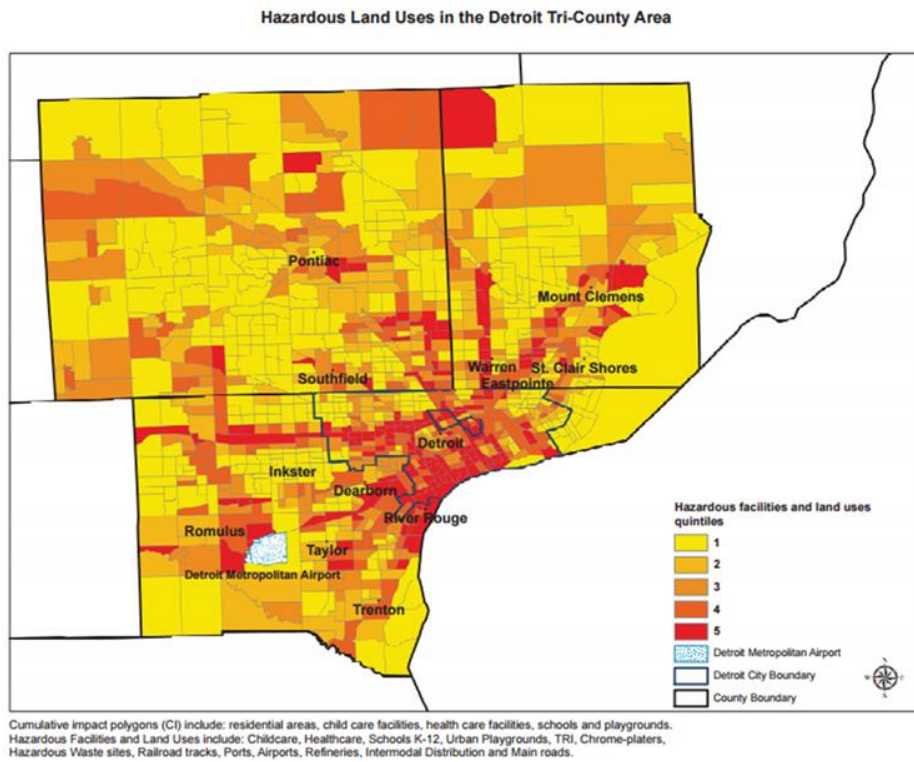 Hazardous Land Uses in the Detroit Tri-County Area
Pontiac
Mount Clemens
Warren
St. Clair Shores
Eastpointe
Southfield
Detroit
Inkster
Dearborn
River Rouge
Romulus
Taylor
Detroit Metropolitan Airport
Trenton
Hazardous facilities and land uses
quintiles
1
2
3
4
5
Detroit Metropolitan Airport
Detroit City Boundary
County Boundary
N
W
E
S
Cumulative impact polygons (CI) include: residential areas, child care facilities, health care facilities, schools and playgrounds.
Hazardous Facilities and Land Uses include: Childcare, Healthcare, Schools K-12, Urban Playgrounds, TRI, Chrome-platers,
Hazardous Waste sites, Railroad tracks, Ports, Airports, Refineries, Intermodal Distribution and Main roads.